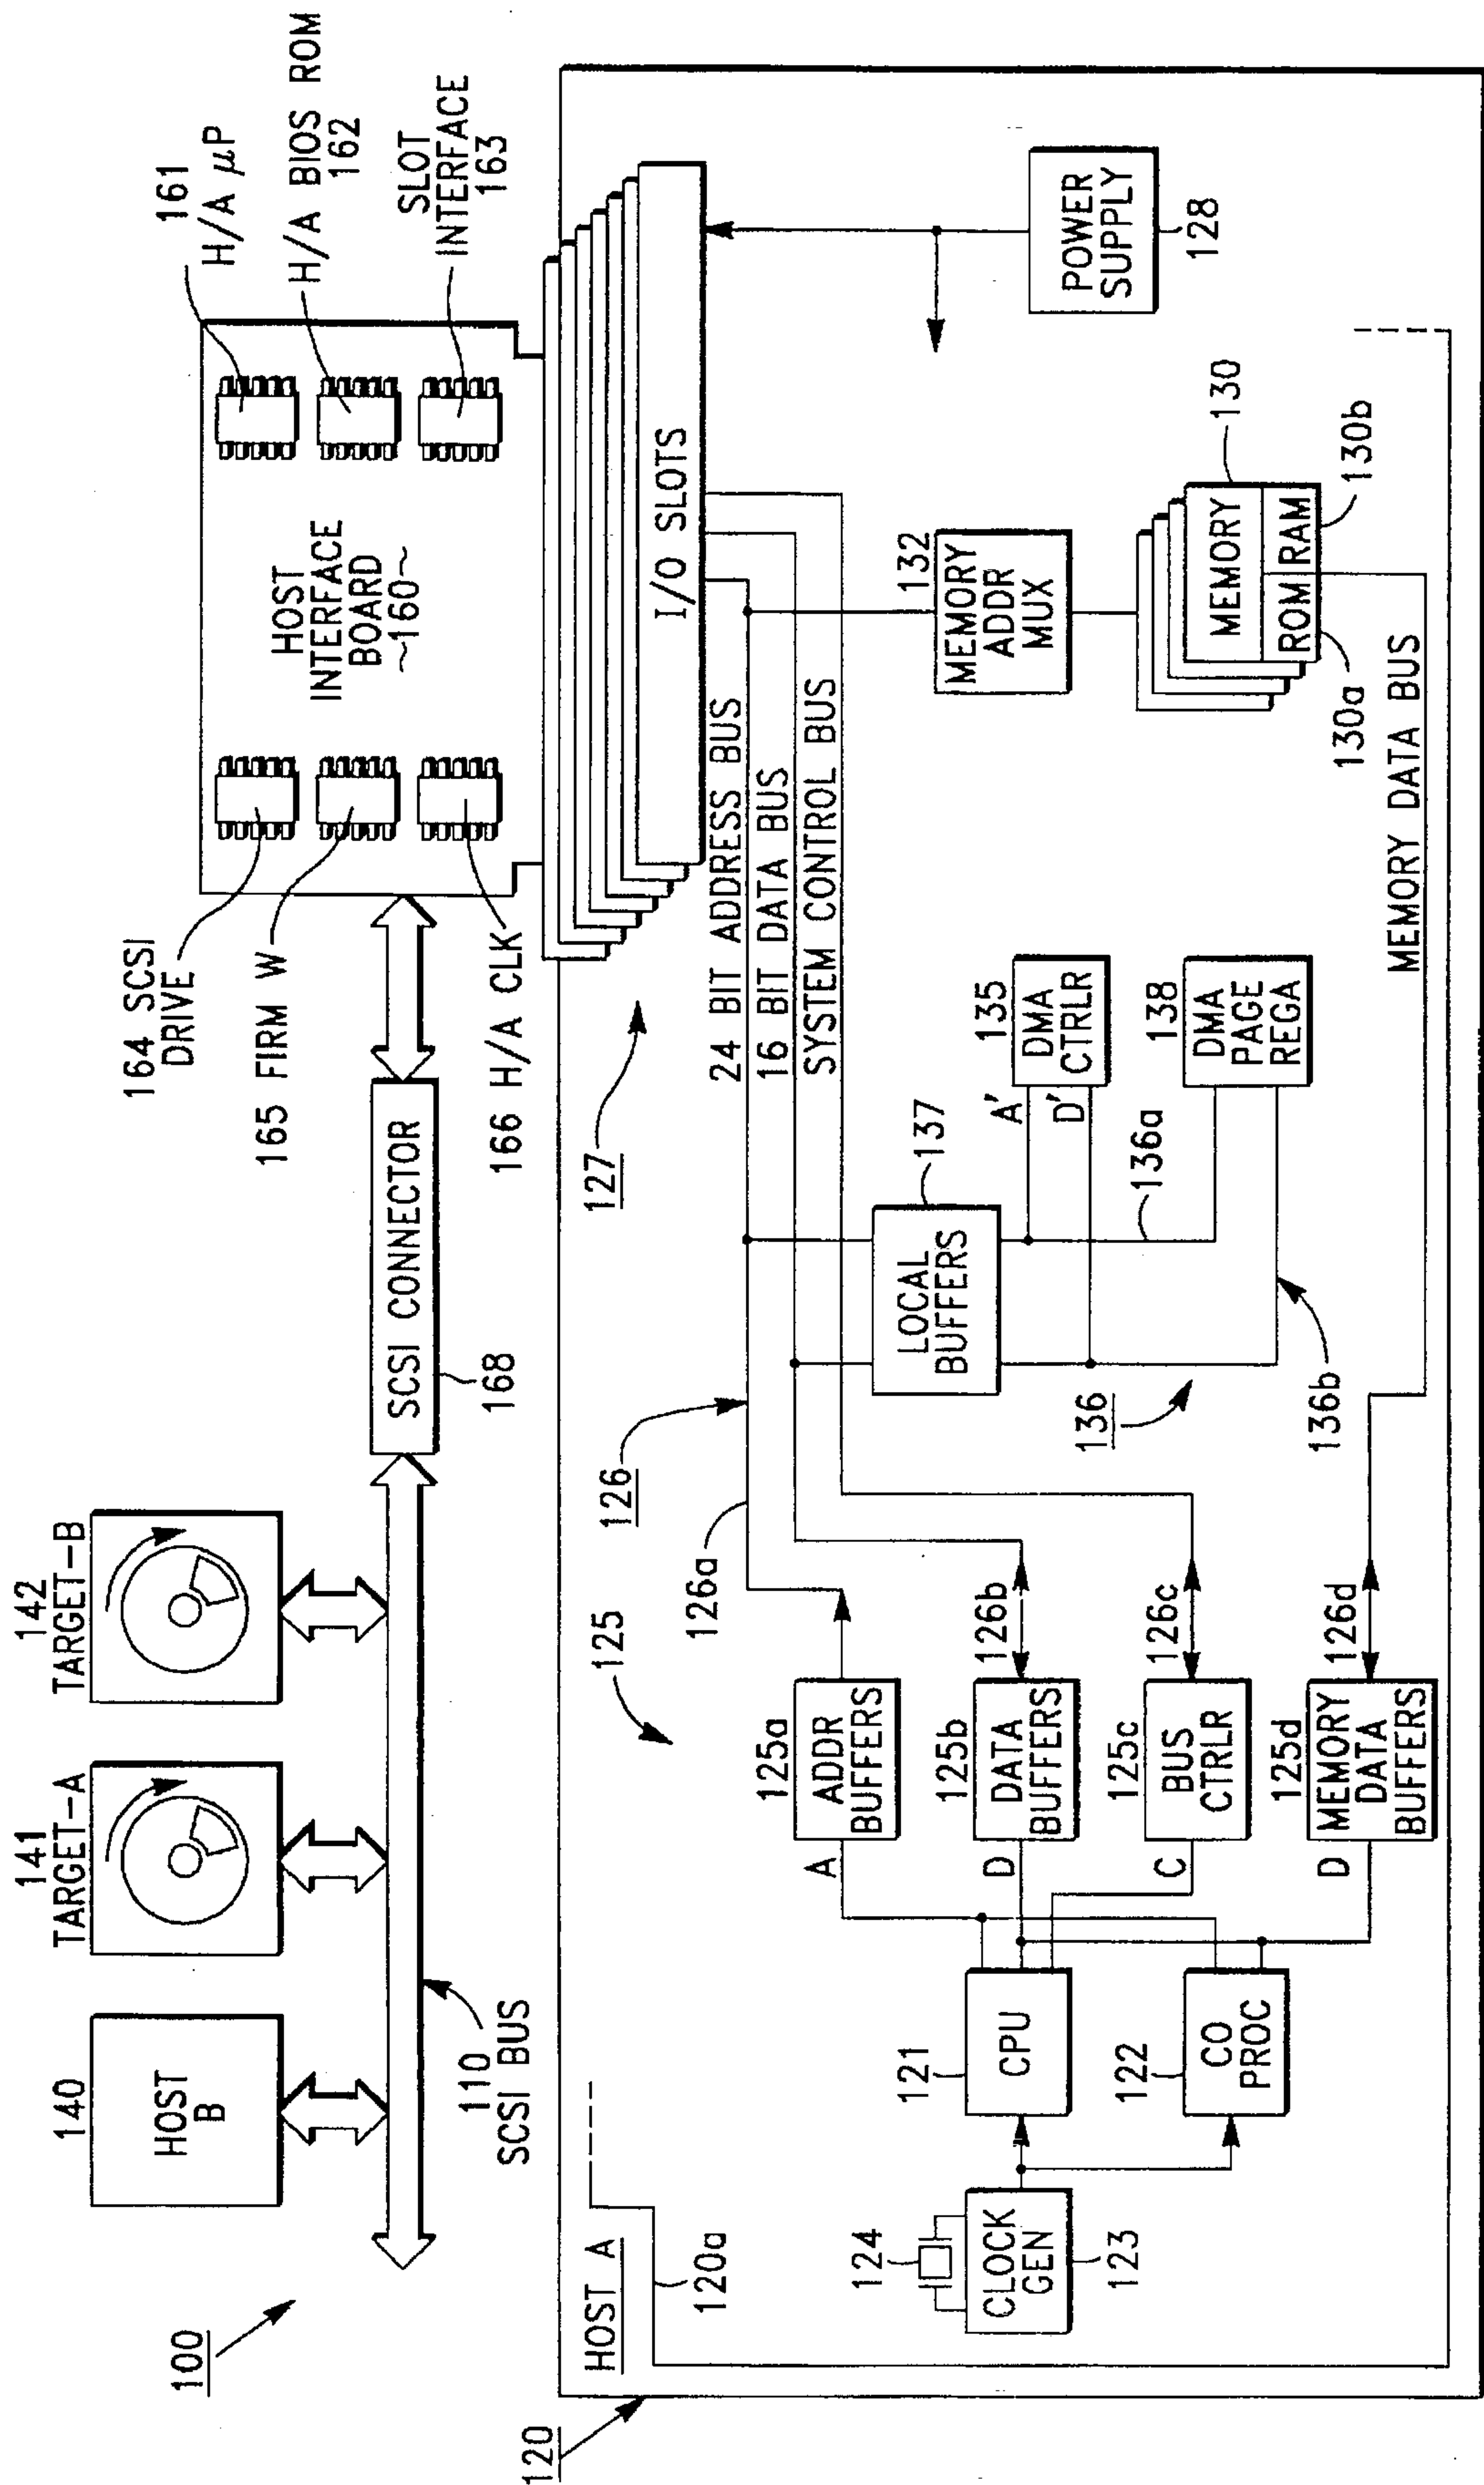 100
140
HOST
B
141
TARGET-A
142
TARGET-B
110
SCSI BUS
SCSI CONNECTOR
168
164 SCSI
DRIVE
165 FIRM W
166 H/A CLK
HOST
INTERFACE
BOARD
~160~
161
H/A μP
H/A BIOS ROM
162
SLOT
INTERFACE
163
I/O SLOTS
127
120
HOST A
120a
125
126
126a
24 BIT ADDRESS BUS
16 BIT DATA BUS
SYSTEM CONTROL BUS
124
CLOCK
GEN
123
121
CPU
122
CO
PROC
A
125a
ADDR
BUFFERS
D
125b
DATA
BUFFERS
126b
C
125c
BUS
CTRLR
126c
D
125d
MEMORY
DATA
BUFFERS
126d
LOCAL
BUFFERS
137
136
136a
136b
A'
D'
135
DMA
CTRLR
138
DMA
PAGE
REGA
132
MEMORY
ADDR
MUX
MEMORY
130
ROM
RAM
130a
130b
MEMORY DATA BUS
POWER
SUPPLY
128